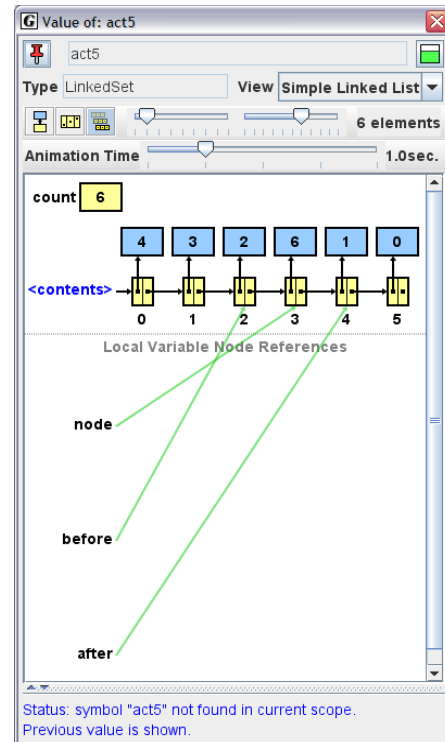 G Value of: act5
act5
Type LinkedSet View Simple Linked List
6 elements
Animation Time 1.0sec.
count 6
4 3 2 6 1 0
<contents>
0 1 2 3 4 5
Local Variable Node References
node
before
after
Status: symbol "act5" not found in current scope.
Previous value is shown.